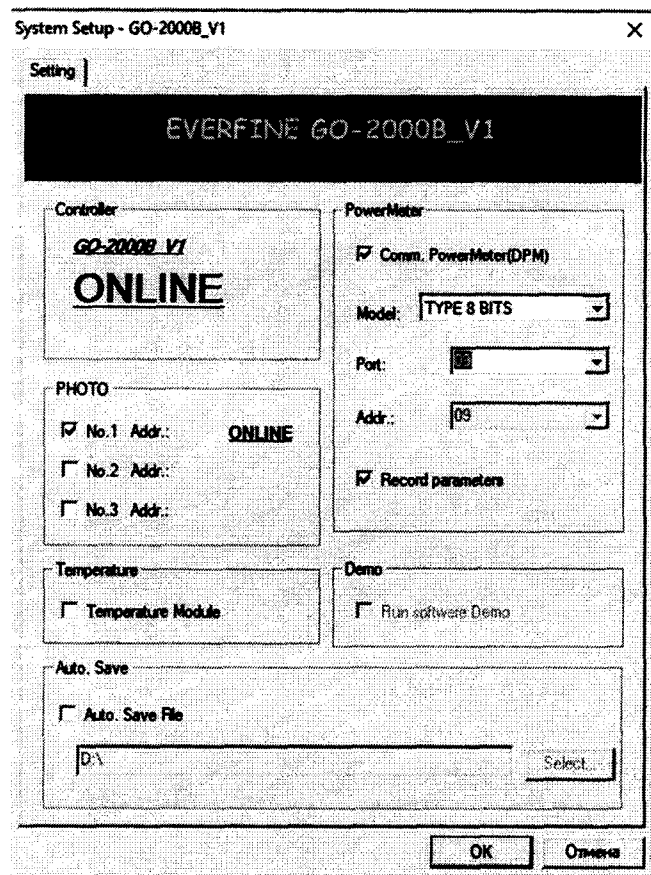 System Setup - GO-2000B_V1
Setting
EVERFINE GO-2000B_V1
Controller
GO-2000B V1
ONLINE
PHOTO
No.1 Addr.: ONLINE
No.2 Addr.:
No.3 Addr.:
PowerMeter
Comm. PowerMeter(DPM)
Model: TYPE 8 BITS
Port:
Addr.: 09
Record parameters
Temperature
Temperature Module
Demo
Run software Demo
Auto. Save
Auto. Save File
D:\
Select...
OK
Отмена